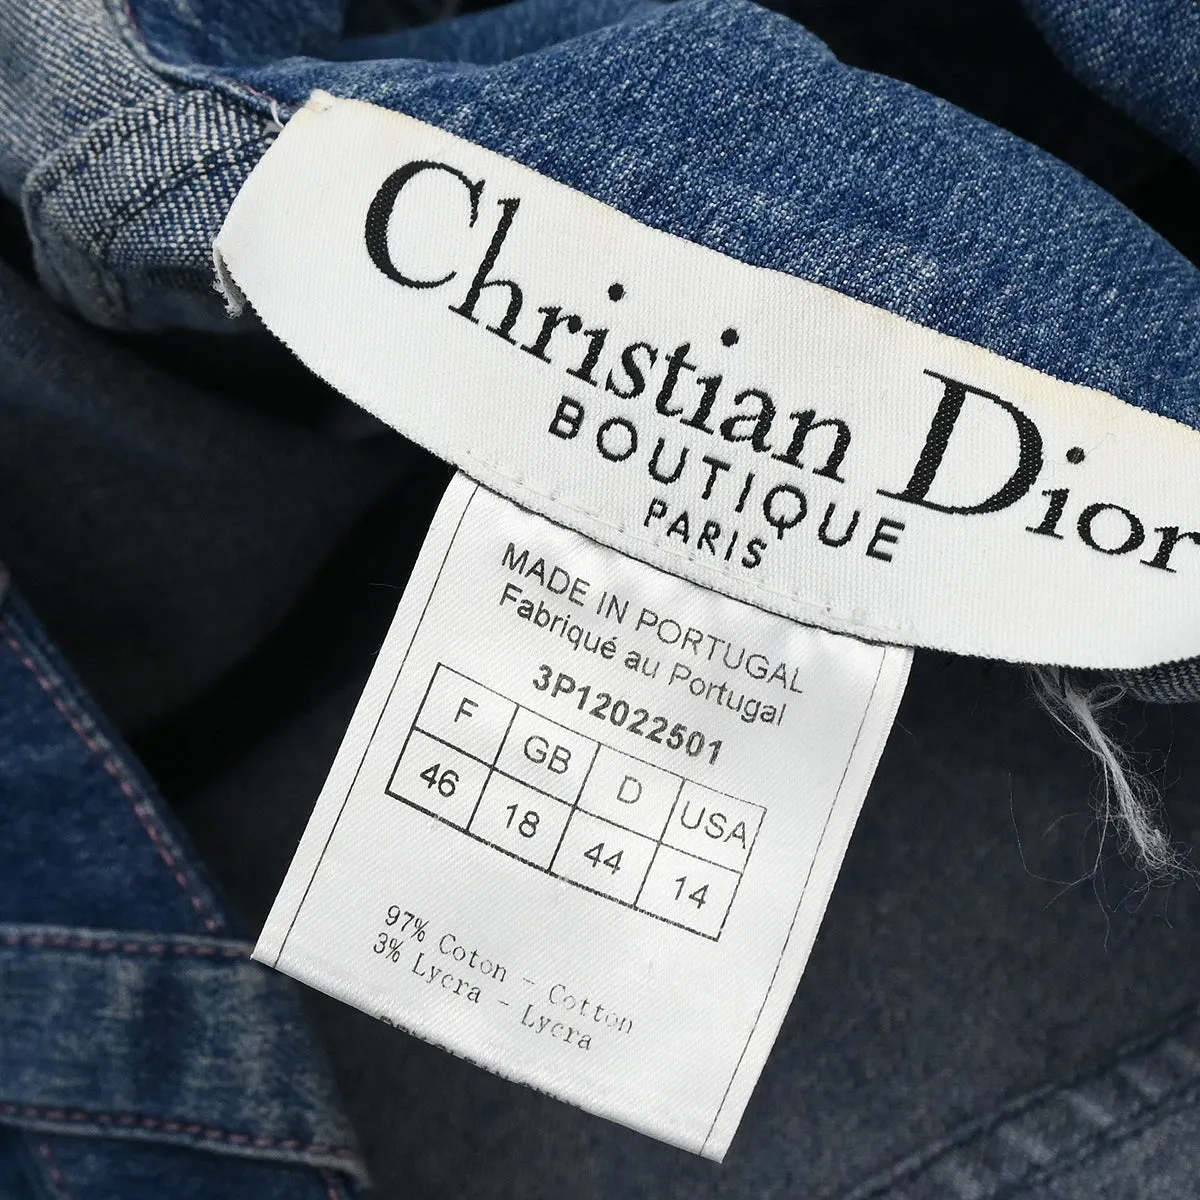 Christian Dior
BOUTIQUE
PARIS
MADE IN PORTUGAL
Fabriqué au Portugal
3P12022501
F GB D USA
46 18 44 14
97% Coton - Cotton
3% Lycra - Lycra